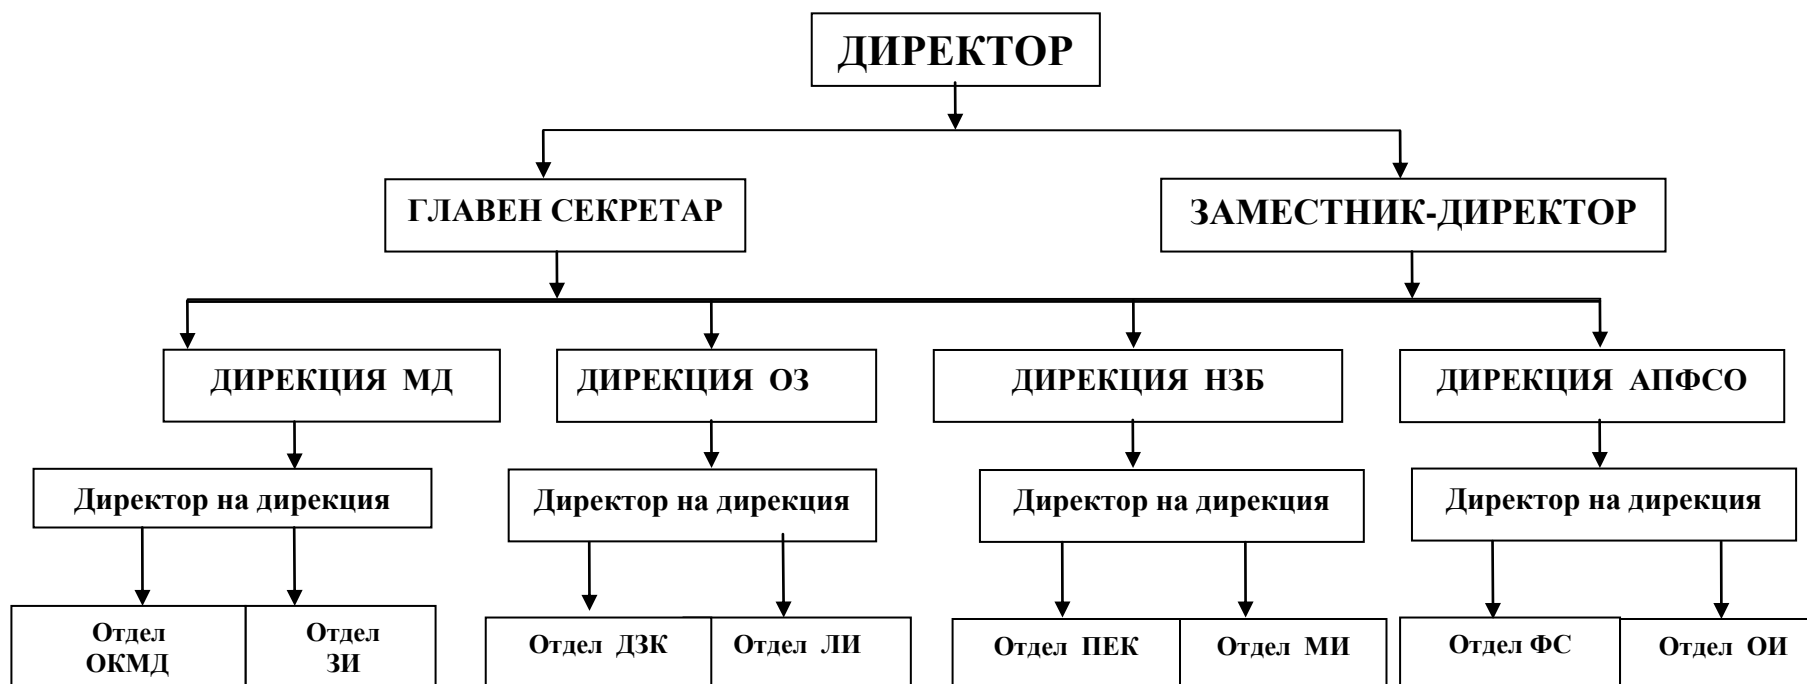 ДИРЕКТОР
ГЛАВЕН СЕКРЕТАР
ЗАМЕСТНИК-ДИРЕКТОР
ДИРЕКЦИЯ МД
ДИРЕКЦИЯ ОЗ
ДИРЕКЦИЯ НЗБ
ДИРЕКЦИЯ АПФСО
Директор на дирекция
Директор на дирекция
Директор на дирекция
Директор на дирекция
Отдел
ОКМД
Отдел
ЗИ
Отдел ДЗК
Отдел ЛИ
Отдел ПЕК
Отдел МИ
Отдел ФС
Отдел ОИ